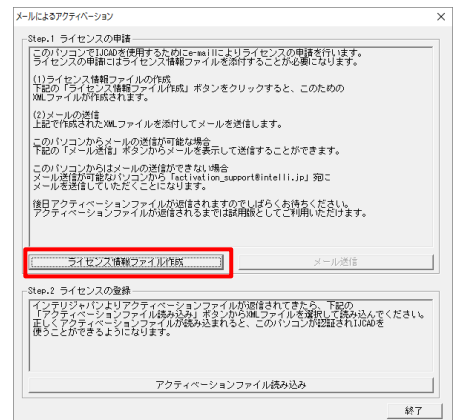 メールによるアクティベーション
Step.1 ライセンスの申請
このパソコンでIJCADを使用するためにe-mailによりライセンスの申請を行います。
ライセンスの申請にはライセンス情報ファイルを添付することが必要になります。
(1)ライセンス情報ファイルの作成
下記の「ライセンス情報ファイル作成」ボタンをクリックすると、このための
XMLファイルが作成されます。
(2)メールの送信
上記で作成されたXMLファイルを添付してメールを送信します。
このパソコンからメールの送信が可能な場合
下記の「メール送信」ボタンからメールを表示して送信することができます。
このパソコンからはメールの送信ができない場合
メール送信が可能なパソコンから「activation_support@intelli.jp」宛に
メールを送信していただくことになります。
後日アクティベーションファイルが返信されますのでしばらくお待ちください。
アクティベーションファイルが返信されるまでは試用版としてご利用いただけます。
ライセンス情報ファイル作成
メール送信
Step.2 ライセンスの登録
インテリジャパンよりアクティベーションファイルが返信されてきたら、下記の
「アクティベーションファイル読み込み」ボタンからXMLファイルを選択して読み込んでください。
正しくアクティベーションファイルが読み込まれると、このパソコンが認証されIJCADを
使うことができるようになります。
アクティベーションファイル読み込み
終了